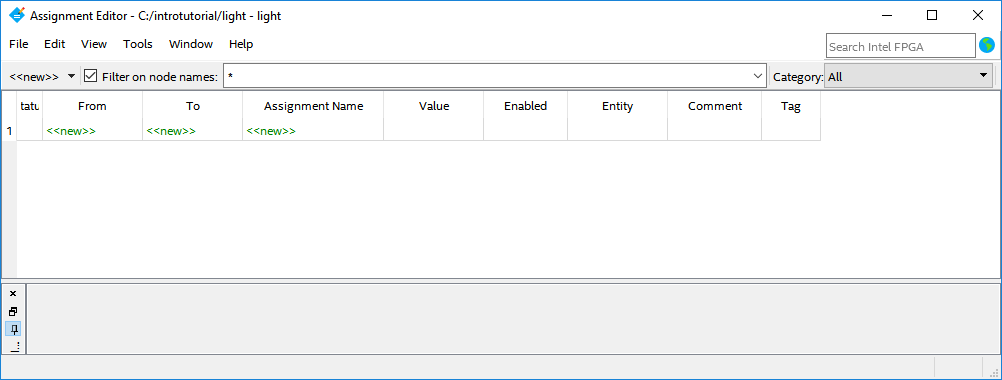 Assignment Editor - C:/introtutorial/light - light
File Edit View Tools Window Help
Search Intel FPGA
<<new>> Filter on node names: * Category: All
tatu From To Assignment Name Value Enabled Entity Comment Tag
1 <<new>> <<new>> <<new>>